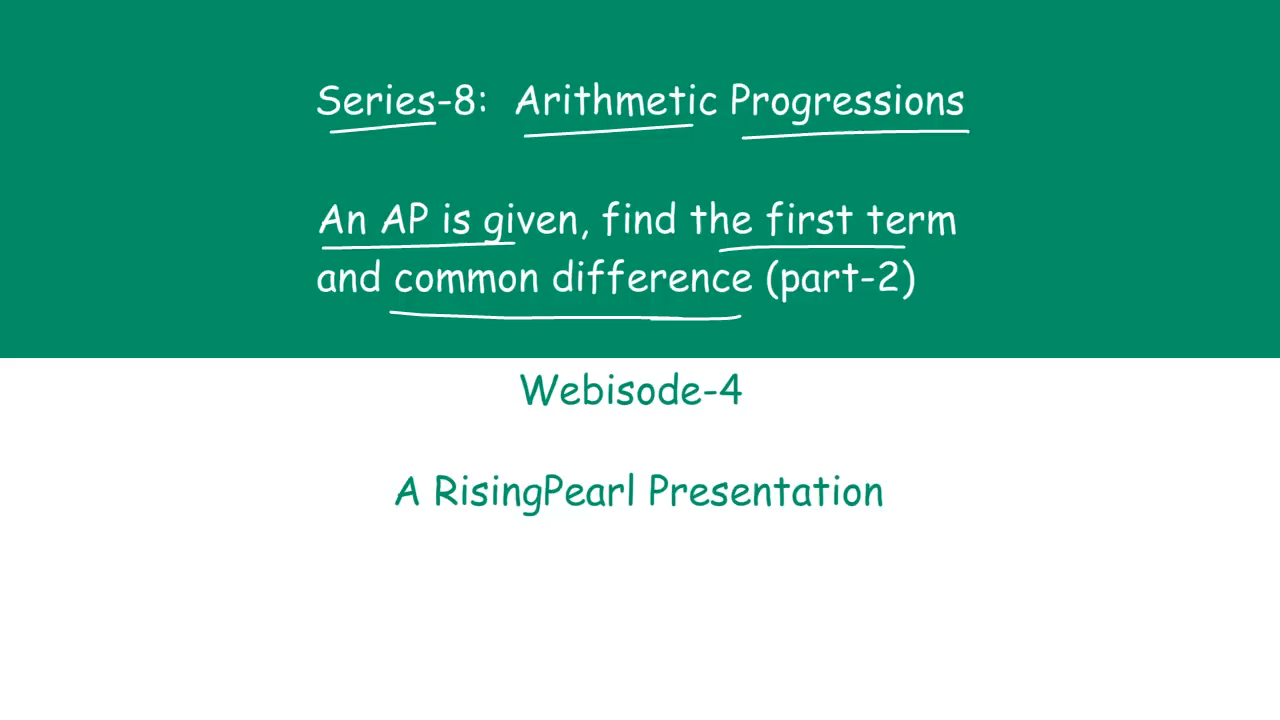 Series-8: Arithmetic Progressions
An AP is given, find the first term
and common difference (part-2)
Webisode-4
A RisingPearl Presentation